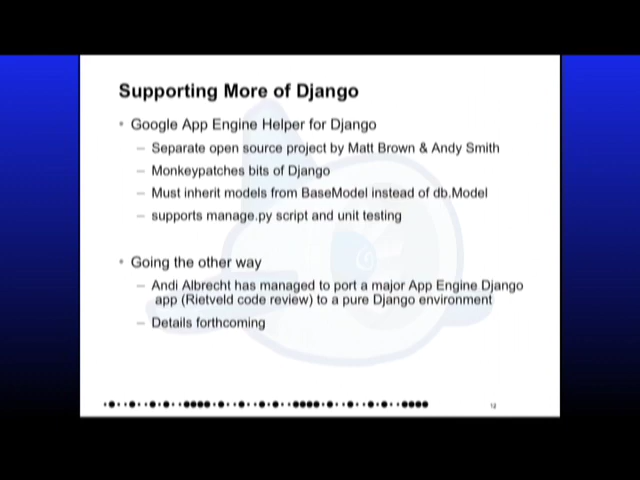 Supporting More of Django
• Google App Engine Helper for Django
– Separate open source project by Matt Brown & Andy Smith
– Monkeypatches bits of Django
– Must inherit models from BaseModel instead of db.Model
– supports manage.py script and unit testing
• Going the other way
– Andi Albrecht has managed to port a major App Engine Django
app (Rietveld code review) to a pure Django environment
– Details forthcoming
12